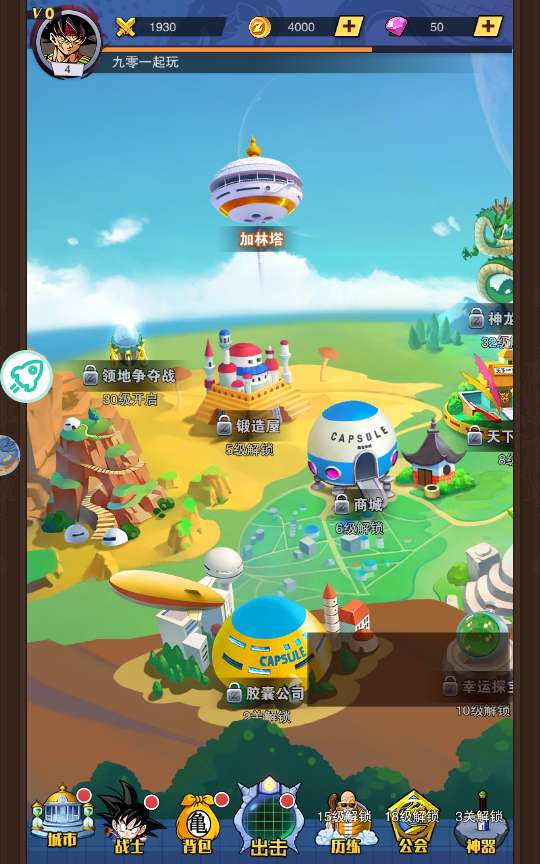 V0
1930
4000
50
4
九零一起玩
加林塔
神龙
32级
领地争夺战
30级开启
锻造屋
5级解锁
CAPSULE
天下
8级
商城
6级解锁
CAPSULE
胶囊公司
幸运探宝
10级解锁
15级解锁
18级解锁
3关解锁
城市
战士
背包
出击
历练
公会
神器